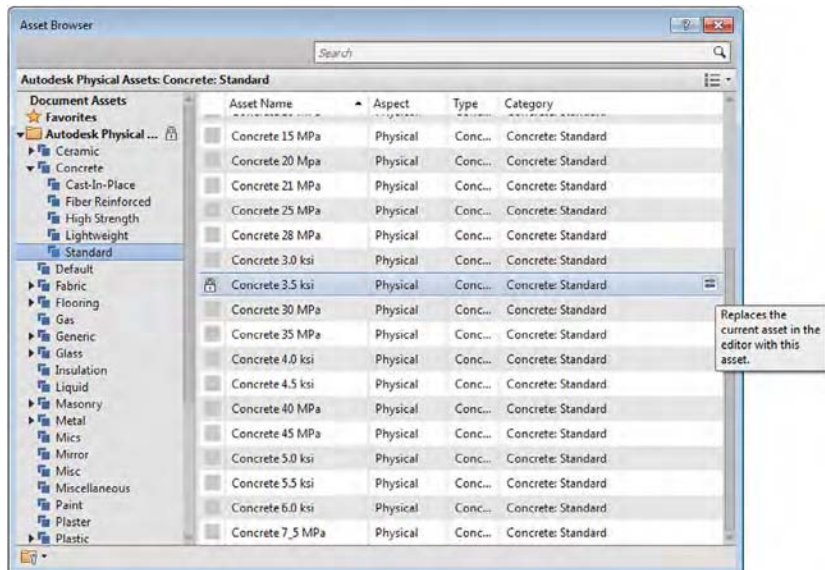 Asset Browser
Search
Autodesk Physical Assets: Concrete: Standard
Document Assets
Favorites
Autodesk Physical ...
Ceramic
Concrete
Cast-In-Place
Fiber Reinforced
High Strength
Lightweight
Standard
Default
Fabric
Flooring
Gas
Generic
Glass
Insulation
Liquid
Masonry
Metal
Mics
Mirror
Misc
Miscellaneous
Paint
Plaster
Plastic
Asset Name Aspect Type Category
Concrete 15 MPa Physical Conc... Concrete: Standard
Concrete 20 Mpa Physical Conc... Concrete: Standard
Concrete 21 MPa Physical Conc... Concrete: Standard
Concrete 25 MPa Physical Conc... Concrete: Standard
Concrete 28 MPa Physical Conc... Concrete: Standard
Concrete 3.0 ksi Physical Conc... Concrete: Standard
Concrete 3.5 ksi Physical Conc... Concrete: Standard
Concrete 30 MPa Physical Conc... Concrete: Standard
Concrete 35 MPa Physical Conc... Concrete: Standard
Concrete 4.0 ksi Physical Conc... Concrete: Standard
Concrete 4.5 ksi Physical Conc... Concrete: Standard
Concrete 40 MPa Physical Conc... Concrete: Standard
Concrete 45 MPa Physical Conc... Concrete: Standard
Concrete 5.0 ksi Physical Conc... Concrete: Standard
Concrete 5.5 ksi Physical Conc... Concrete: Standard
Concrete 6.0 ksi Physical Conc... Concrete: Standard
Concrete 7_5 MPa Physical Conc... Concrete: Standard
Replaces the
current asset in the
editor with this
asset.